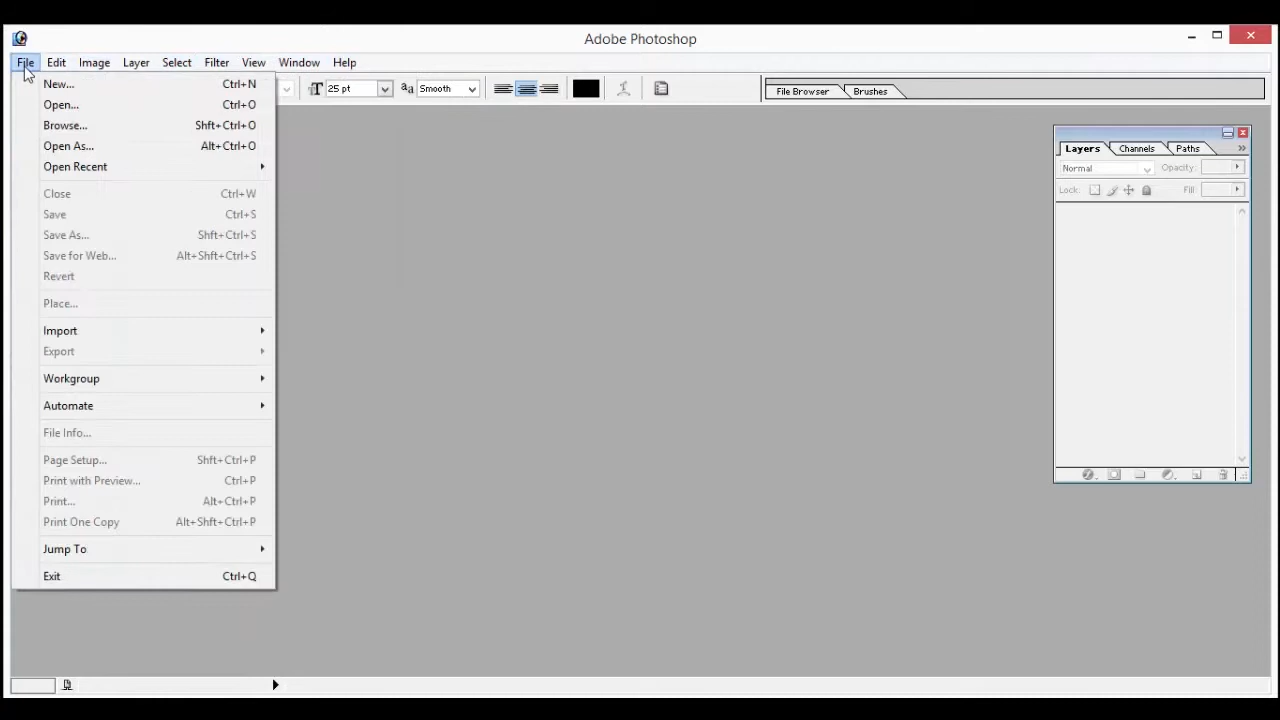 Adobe Photoshop
File Edit Image Layer Select Filter View Window Help
25 pt Smooth File Browser Brushes
New... Ctrl+N
Open... Ctrl+O
Browse... Shft+Ctrl+O
Open As... Alt+Ctrl+O
Open Recent
Close Ctrl+W
Save Ctrl+S
Save As... Shft+Ctrl+S
Save for Web... Alt+Shft+Ctrl+S
Revert
Place...
Import
Export
Workgroup
Automate
File Info...
Page Setup... Shft+Ctrl+P
Print with Preview... Ctrl+P
Print... Alt+Ctrl+P
Print One Copy Alt+Shft+Ctrl+P
Jump To
Exit Ctrl+Q
Layers Channels Paths
Normal Opacity:
Lock: Fill